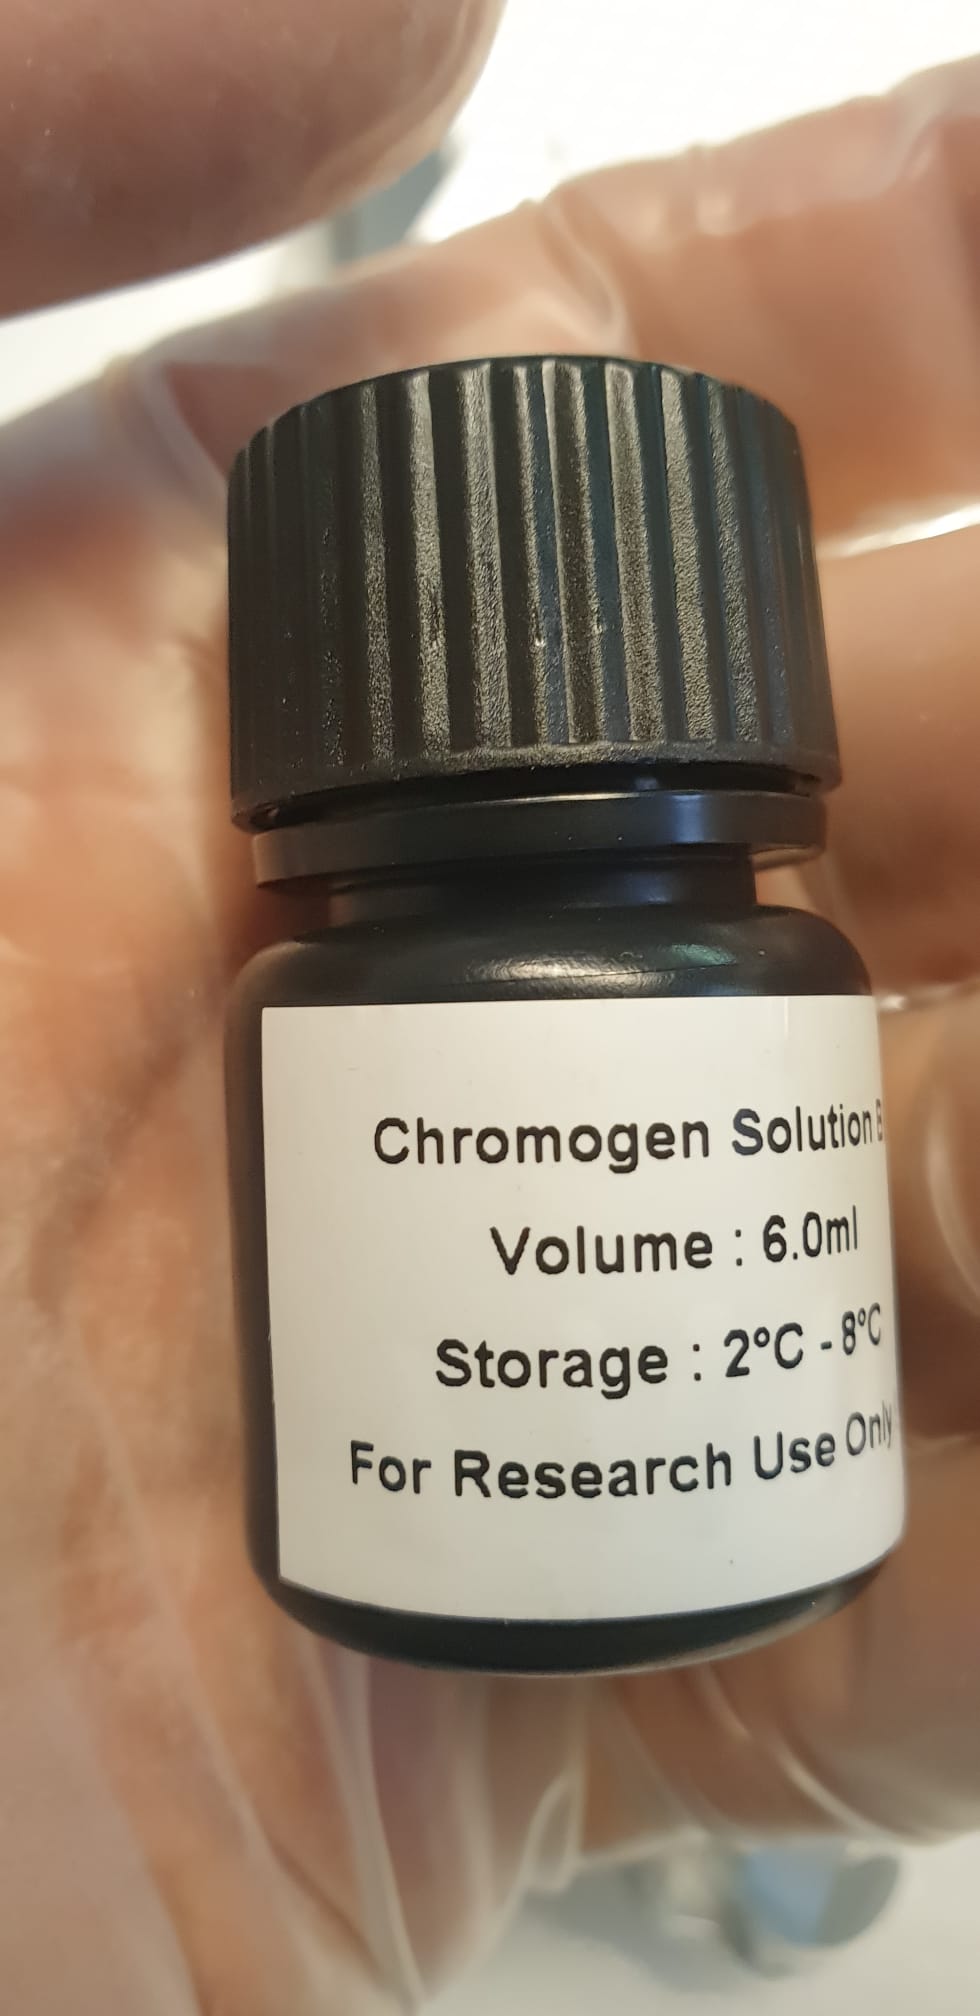 Chromogen Solution B
Volume : 6.0ml
Storage : 2°C - 8°C
For Research Use Only